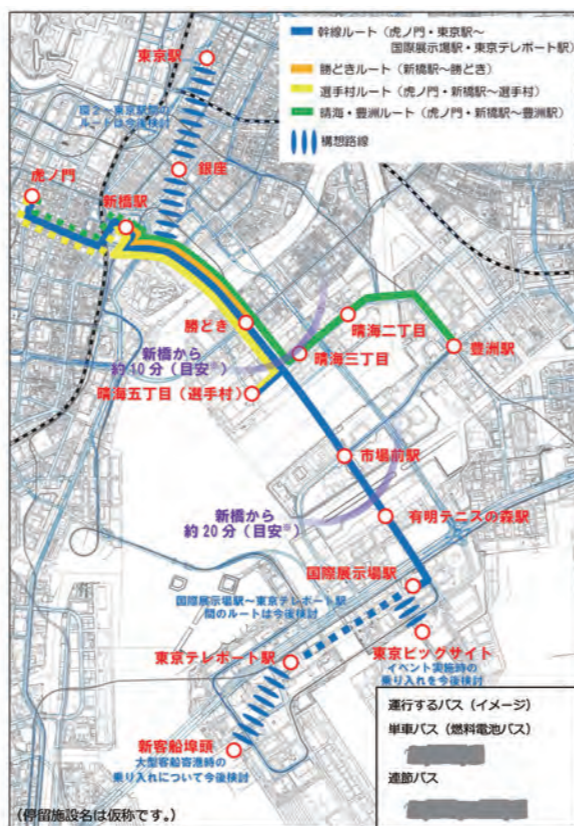 幹線ルート(虎ノ門・東京駅~
国際展示場駅・東京テレポート駅)
勝どきルート(新橋駅~勝どき)
選手村ルート(虎ノ門・新橋駅~選手村)
晴海・豊洲ルート(虎ノ門・新橋駅~豊洲駅)
構想路線
東京駅
環2~東京駅間の
ルートは今後検討
銀座
虎ノ門
新橋駅
勝どき
晴海二丁目
新橋から
約10分(目安※)
晴海三丁目
豊洲駅
晴海五丁目(選手村)
市場前駅
新橋から
約20分(目安※)
有明テニスの森駅
国際展示場駅
国際展示場駅~東京テレポート駅
間のルートは今後検討
東京テレポート駅
東京ビッグサイト
イベント実施時の
乗り入れを今後検討
新客船埠頭
大型客船寄港時の
乗り入れについて今後検討
運行するバス(イメージ)
単車バス(燃料電池バス)
連節バス
(停留施設名は仮称です。)